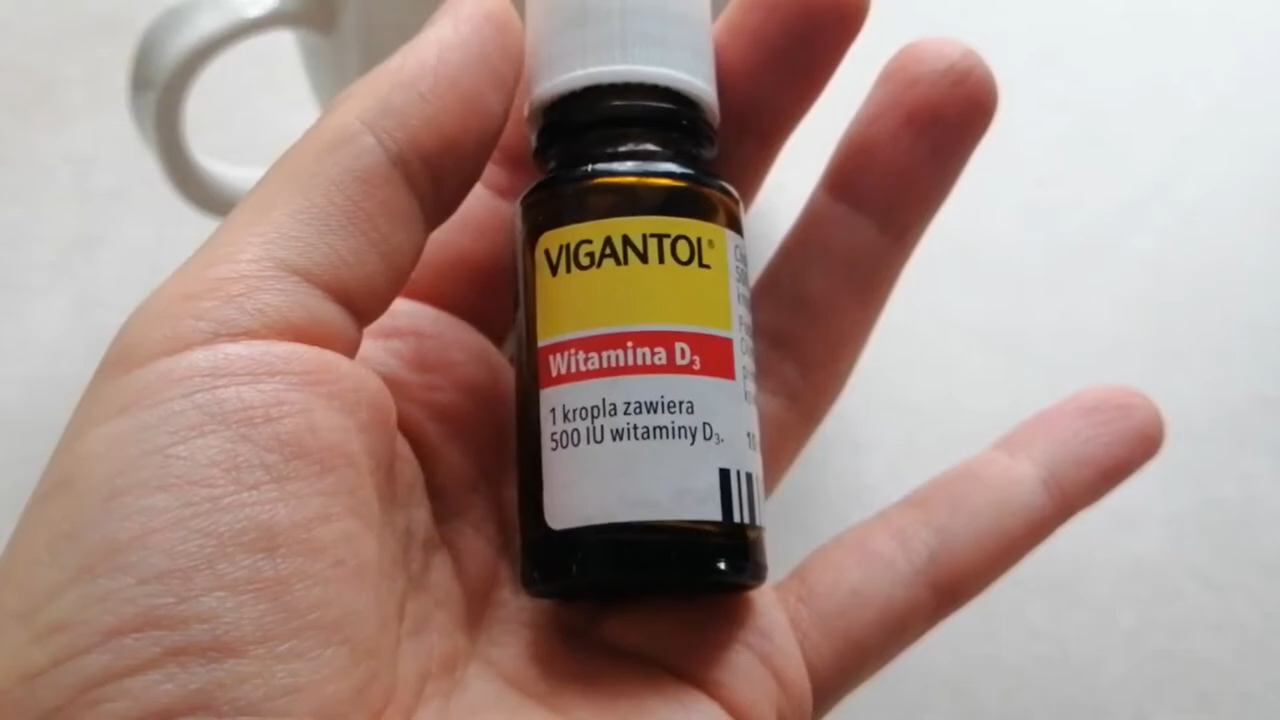 VIGANTOL®
Witamina D₃
1 kropla zawiera
500 IU witaminy D₃.